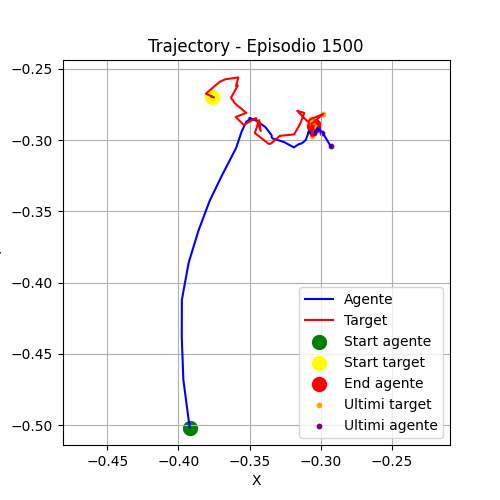 Trajectory - Episodio 1500
−0.25
−0.30
−0.35
−0.40
−0.45
−0.50
Agente
Target
Start agente
Start target
End agente
Ultimi target
Ultimi agente
−0.45 −0.40 −0.35 −0.30 −0.25
X